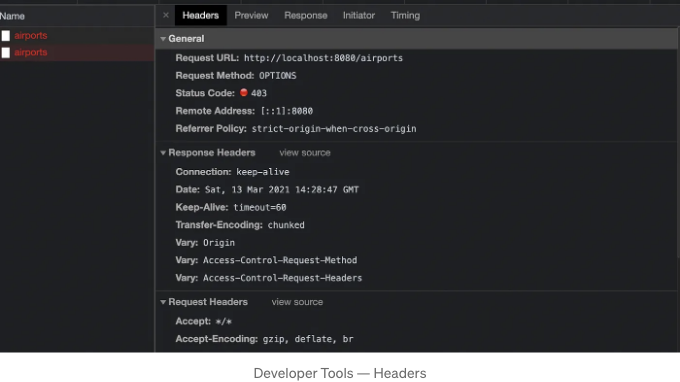 Name
× Headers Preview Response Initiator Timing
airports
airports
General
Request URL: http://localhost:8080/airports
Request Method: OPTIONS
Status Code: 403
Remote Address: [::1]:8080
Referrer Policy: strict-origin-when-cross-origin
Response Headers view source
Connection: keep-alive
Date: Sat, 13 Mar 2021 14:28:47 GMT
Keep-Alive: timeout=60
Transfer-Encoding: chunked
Vary: Origin
Vary: Access-Control-Request-Method
Vary: Access-Control-Request-Headers
Request Headers view source
Accept: */*
Accept-Encoding: gzip, deflate, br
Developer Tools — Headers